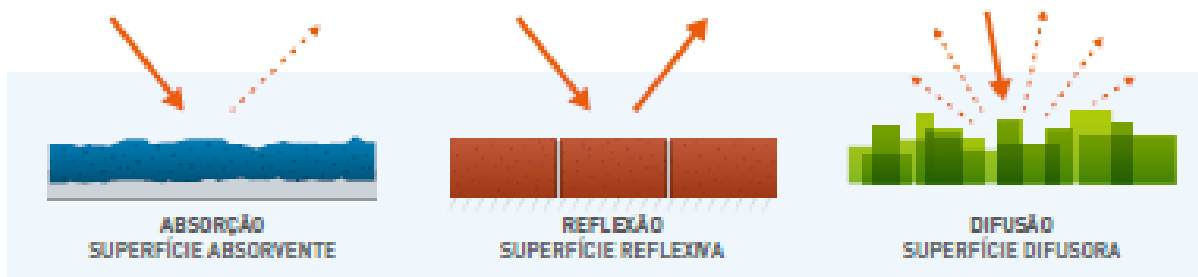 ABSORÇÃO
SUPERFÍCIE ABSORVENTE
REFLEXÃO
SUPERFÍCIE REFLEXIVA
DIFUSÃO
SUPERFÍCIE DIFUSORA